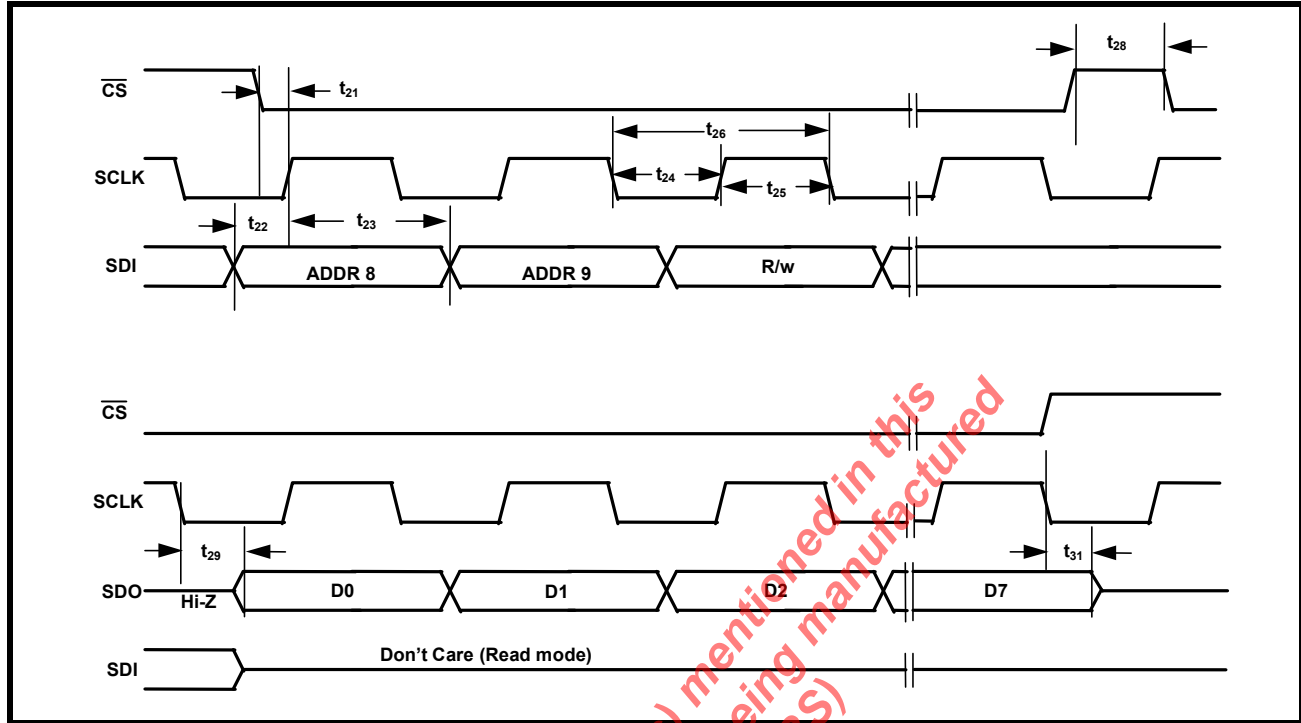 t28
CS
t21
t26
SCLK
t24
t25
t22
t23
SDI
ADDR 8
ADDR 9
R/w
CS
SCLK
t29
t31
SDO
Hi-Z
D0
D1
D2
D7
SDI
Don't Care (Read mode)
) mentioned in this
eing manufactured
S)